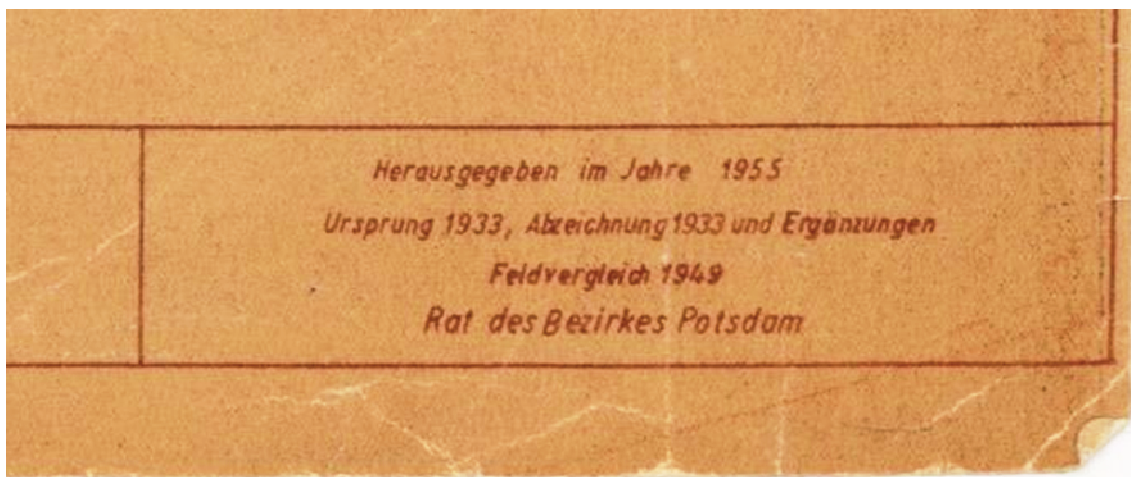 Herausgegeben im Jahre 1955
Ursprung 1933, Abzeichnung 1933 und Ergänzungen
Feldvergleich 1949
Rat des Bezirkes Potsdam